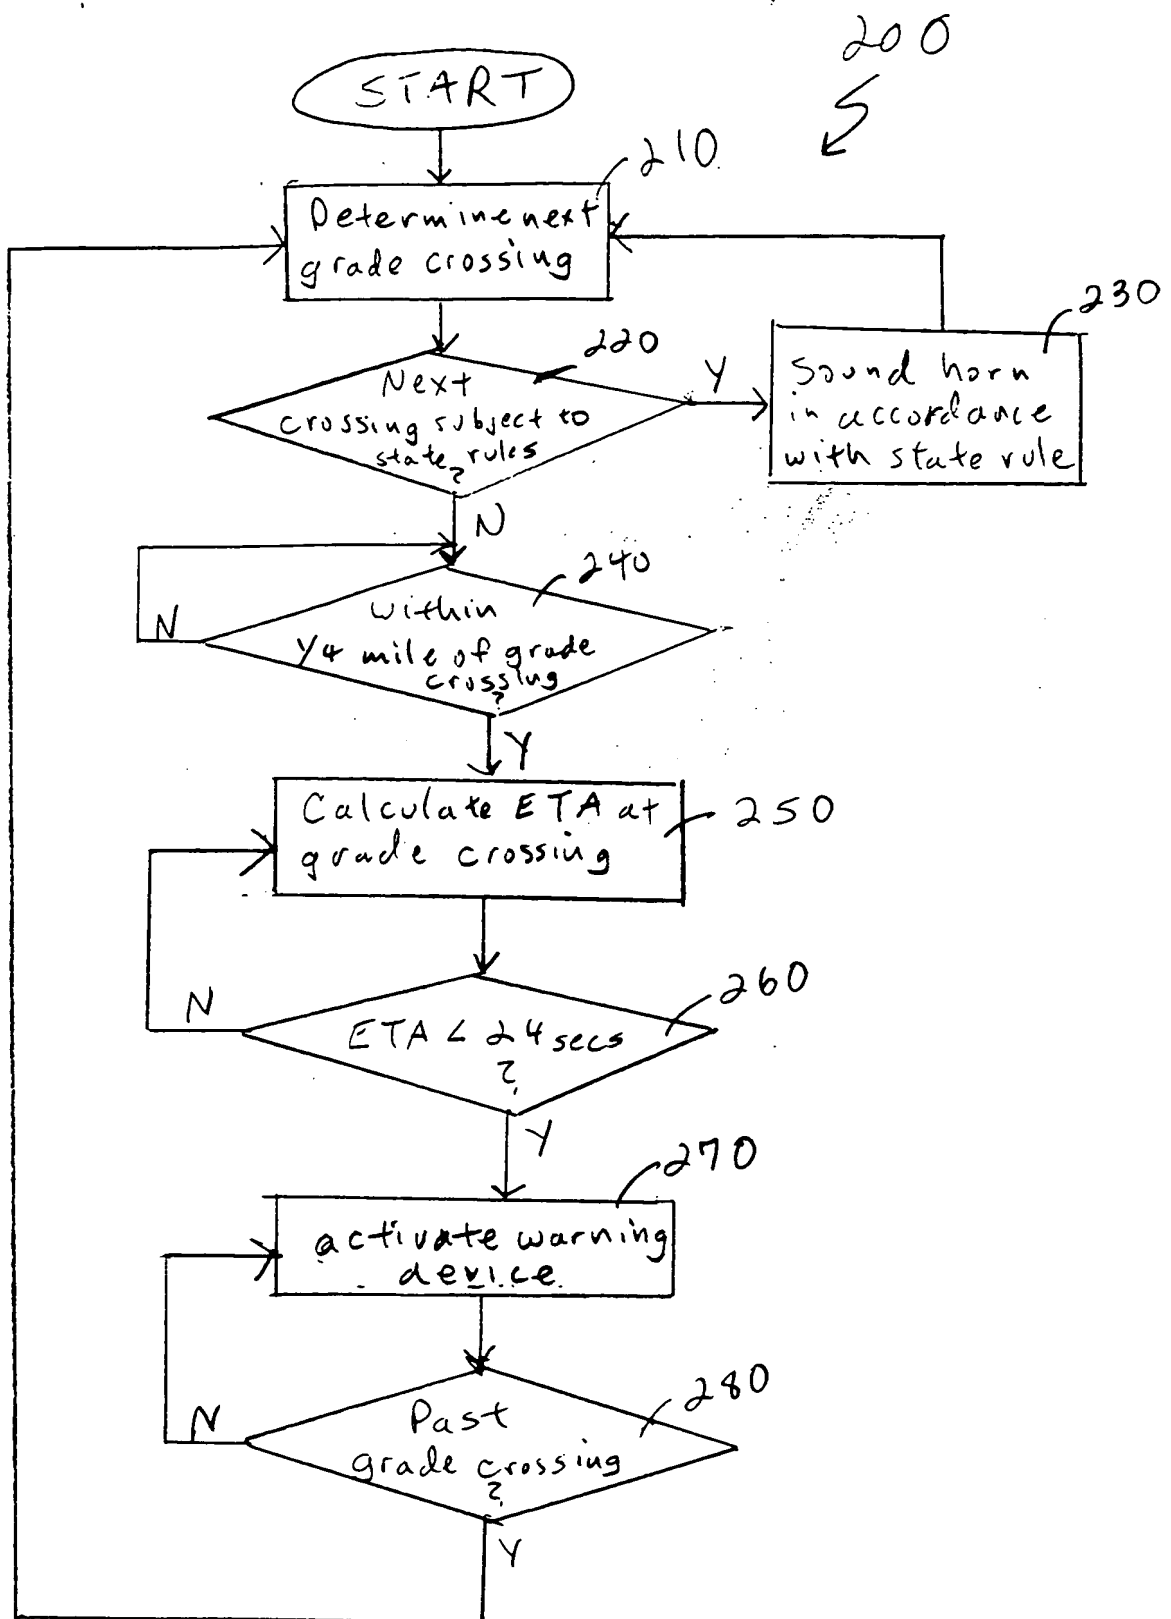 200
START
210
Determine next
grade crossing
220
Next
crossing subject to
state rules
?
Y
230
Sound horn
in accordance
with state rule
N
240
within
1/4 mile of grade
crossing
?
N
Y
Calculate ETA at
grade crossing
250
N
260
ETA < 24 secs
?
Y
270
activate warning
device
280
N
Past
grade crossing
?
Y